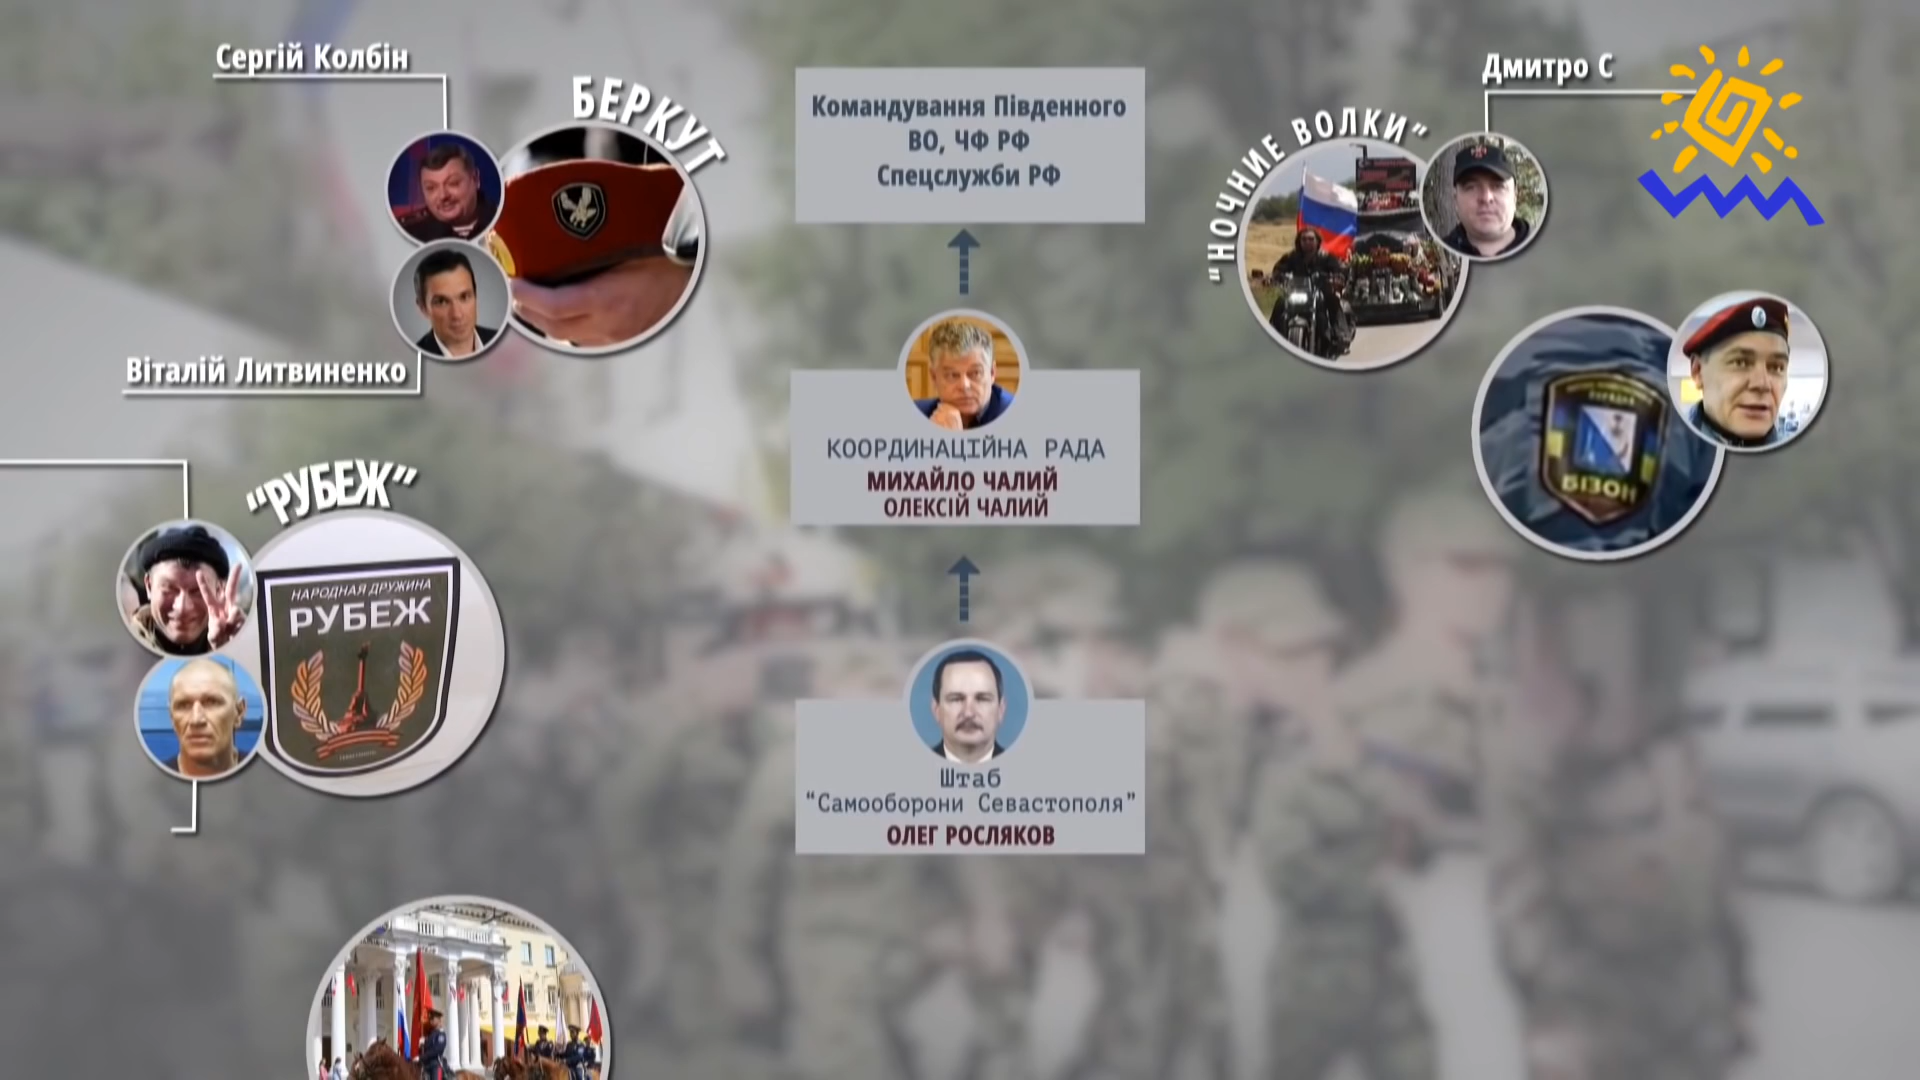 Сергій Колбін
БЕРКУТ
Віталій Литвиненко
"РУБЕЖ"
НАРОДНАЯ ДРУЖИНА
РУБЕЖ
Командування Південного
ВО, ЧФ РФ
Спецслужби РФ
КООРДИНАЦІЙНА РАДА
МИХАЙЛО ЧАЛИЙ
ОЛЕКСІЙ ЧАЛИЙ
Штаб
"Самооборони Севастополя"
ОЛЕГ РОСЛЯКОВ
Дмитро С
"НОЧНИЕ ВОЛКИ"
БІЗОН